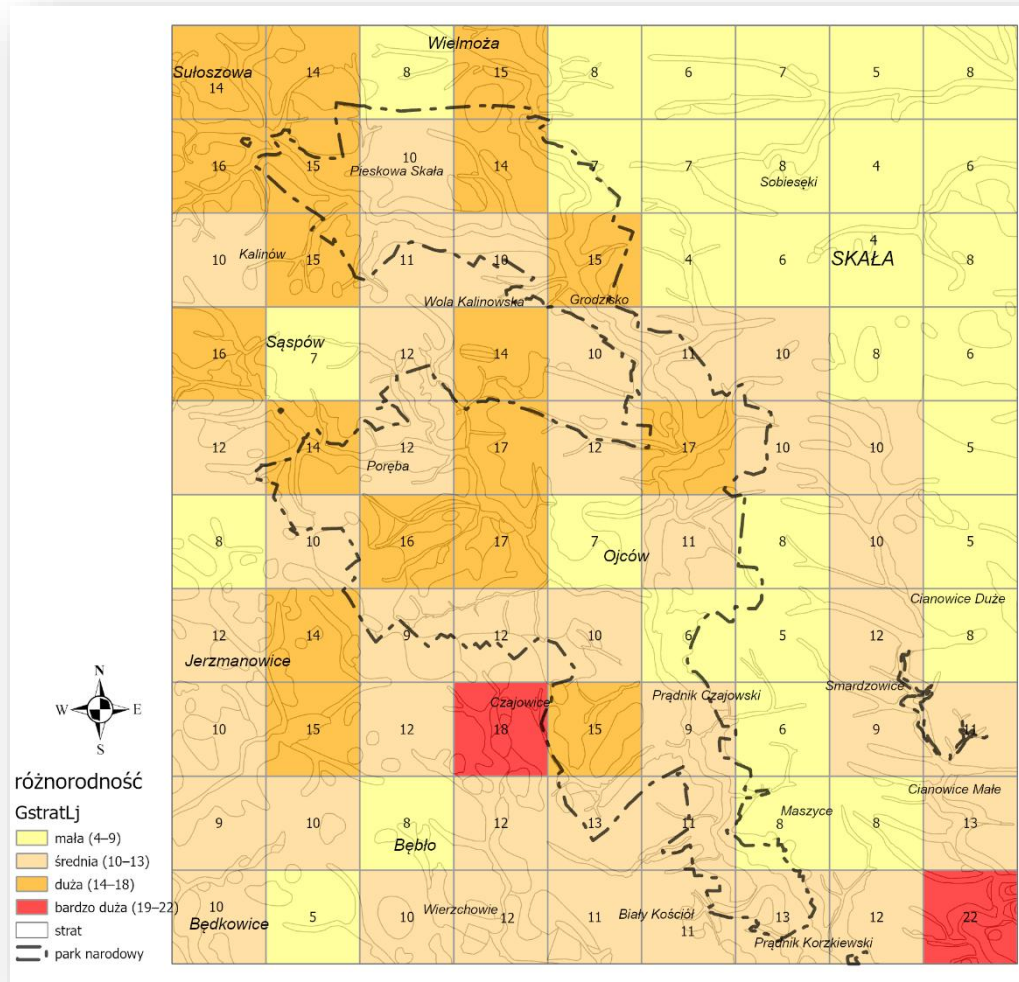 Wielmoża
Sułoszowa
14 14 8 15 8 6 7 5 8
16 15 10 14 7 7 8 4 6
Pieskowa Skała
Sobiesęki
10 15 11 10 15 4 6 4 8
Kalinów
SKAŁA
Wola Kalinowska
Grodzisko
16 7 12 14 10 11 10 8 6
Sąspów
12 14 12 17 12 17 10 10 5
Poręba
8 10 16 17 7 11 8 10 5
Ojców
Cianowice Duże
12 14 9 12 10 6 5 12 8
Jerzmanowice
Prądnik Czajowski
Smardzowice
Czajowice
10 15 12 18 15 9 6 9 11
Cianowice Małe
Maszyce
9 10 8 12 13 11 8 8 13
Bębło
10 5 10 12 11 11 13 12 22
Będkowice
Wierzchowie
Biały Kościół
Prądnik Korzkiewski
N
W E
S
różnorodność
GstratLj
mała (4–9)
średnia (10–13)
duża (14–18)
bardzo duża (19–22)
strat
park narodowy